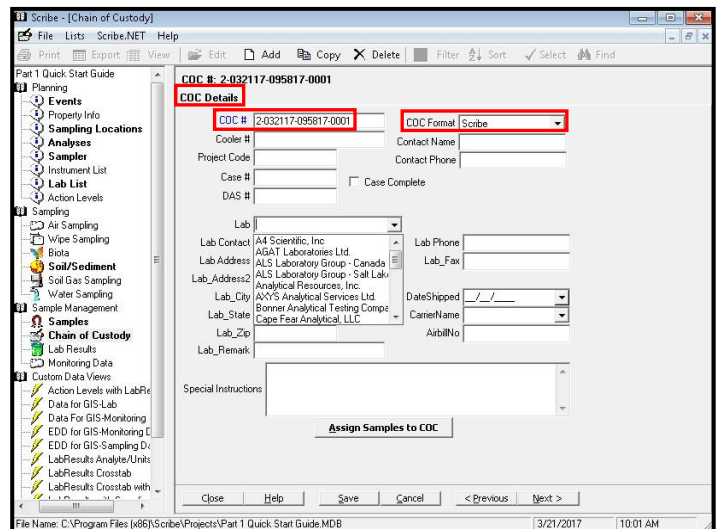 Scribe - [Chain of Custody]
File Lists Scribe.NET Help
Print Export View Edit Add Copy Delete Filter Sort Select Find
Part 1 Quick Start Guide
Planning
Events
Property Info
Sampling Locations
Analyses
Sampler
Instrument List
Lab List
Action Levels
Sampling
Air Sampling
Wipe Sampling
Biota
Soil/Sediment
Soil Gas Sampling
Water Sampling
Sample Management
Samples
Chain of Custody
Lab Results
Monitoring Data
Custom Data Views
Action Levels with LabRe
Data for GIS-Lab
Data For GIS-Monitoring
EDD for GIS-Monitoring
EDD for GIS-Sampling Da
LabResults Analyte/Units
LabResults Crosstab
LabResults Crosstab with
COC #: 2-032117-095817-0001
COC Details
COC # 2-032117-095817-0001 COC Format Scribe
Cooler # Contact Name
Project Code Contact Phone
Case # Case Complete
DAS #
Lab
Lab Contact A4 Scientific, Inc Lab Phone
AGAT Laboratories Ltd.
Lab Address ALS Laboratory Group - Canada Lab_Fax
Lab_Address2 ALS Laboratory Group - Salt Lak
Analytical Resources, Inc.
Lab_City AXYS Analytical Services Ltd. DateShipped __/__/____
Lab_State Bonner Analytical Testing Compa CarrierName
Cape Fear Analytical, LLC
Lab_Zip AirbillNo
Lab_Remark
Special Instructions
Assign Samples to COC
Close Help Save Cancel < Previous Next >
File Name: C:\Program Files (x86)\Scribe\Projects\Part 1 Quick Start Guide.MDB 3/21/2017 10:01 AM